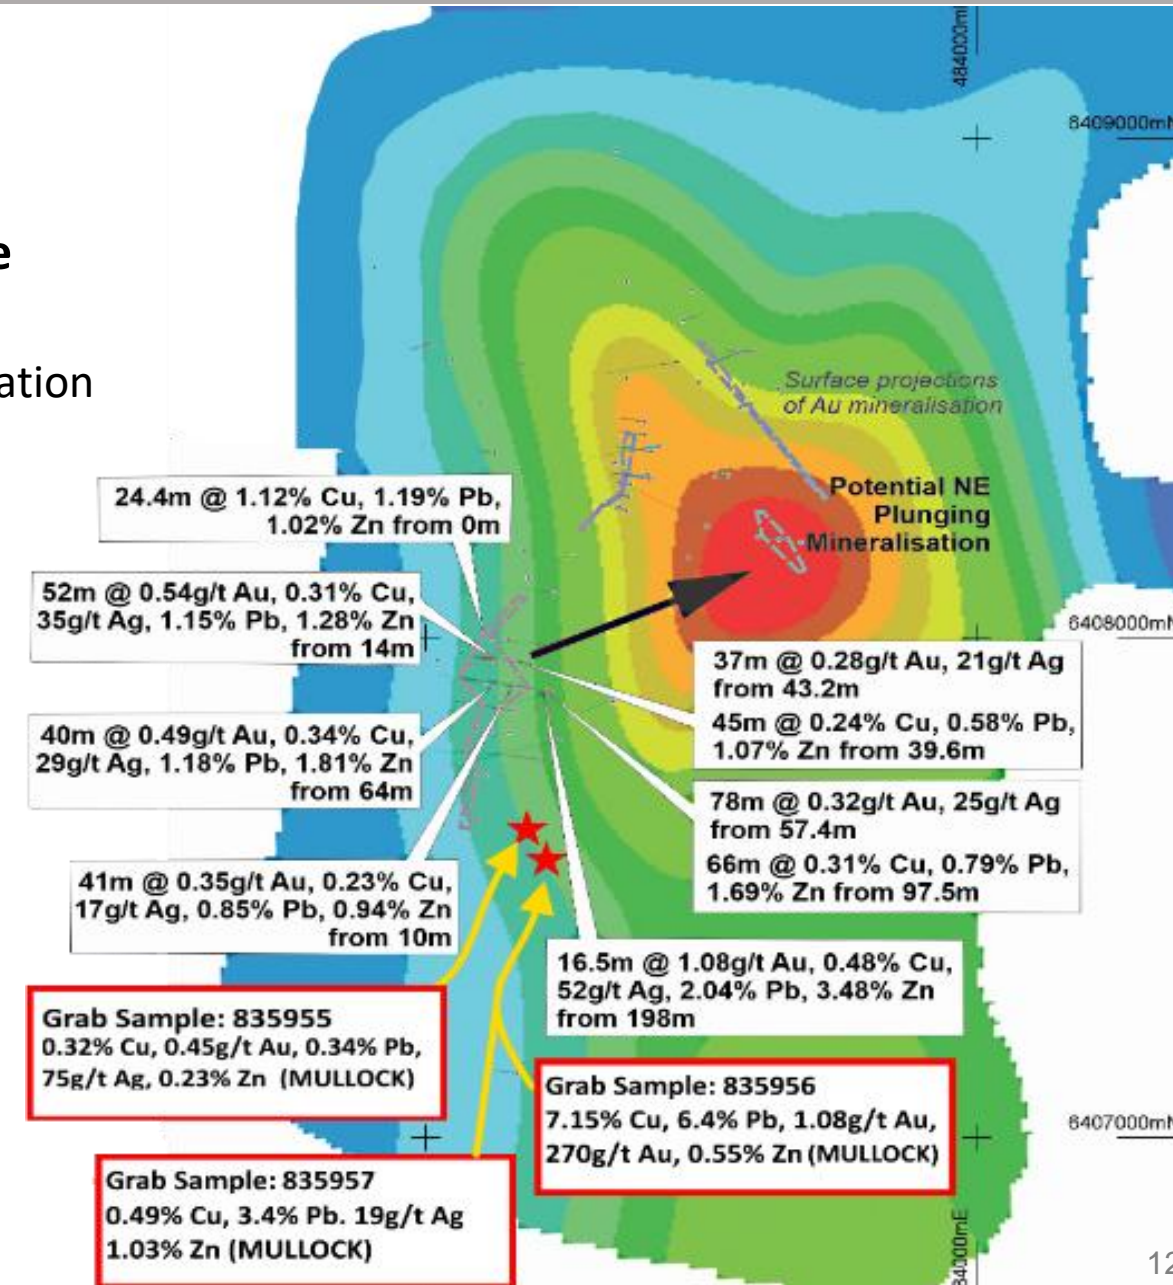 484000mE
8409000mN
e
ation
Surface projections
of Au mineralisation
24.4m @ 1.12% Cu, 1.19% Pb,
1.02% Zn from 0m
Potential NE
Plunging
Mineralisation
52m @ 0.54g/t Au, 0.31% Cu,
35g/t Ag, 1.15% Pb, 1.28% Zn
from 14m
6408000mN
37m @ 0.28g/t Au, 21g/t Ag
from 43.2m
45m @ 0.24% Cu, 0.58% Pb,
1.07% Zn from 39.6m
40m @ 0.49g/t Au, 0.34% Cu,
29g/t Ag, 1.18% Pb, 1.81% Zn
from 64m
78m @ 0.32g/t Au, 25g/t Ag
from 57.4m
66m @ 0.31% Cu, 0.79% Pb,
1.69% Zn from 97.5m
41m @ 0.35g/t Au, 0.23% Cu,
17g/t Ag, 0.85% Pb, 0.94% Zn
from 10m
16.5m @ 1.08g/t Au, 0.48% Cu,
52g/t Ag, 2.04% Pb, 3.48% Zn
from 198m
Grab Sample: 835955
0.32% Cu, 0.45g/t Au, 0.34% Pb,
75g/t Ag, 0.23% Zn (MULLOCK)
Grab Sample: 835956
7.15% Cu, 6.4% Pb, 1.08g/t Au,
270g/t Au, 0.55% Zn (MULLOCK)
6407000mN
Grab Sample: 835957
0.49% Cu, 3.4% Pb. 19g/t Ag
1.03% Zn (MULLOCK)
84000mE
12